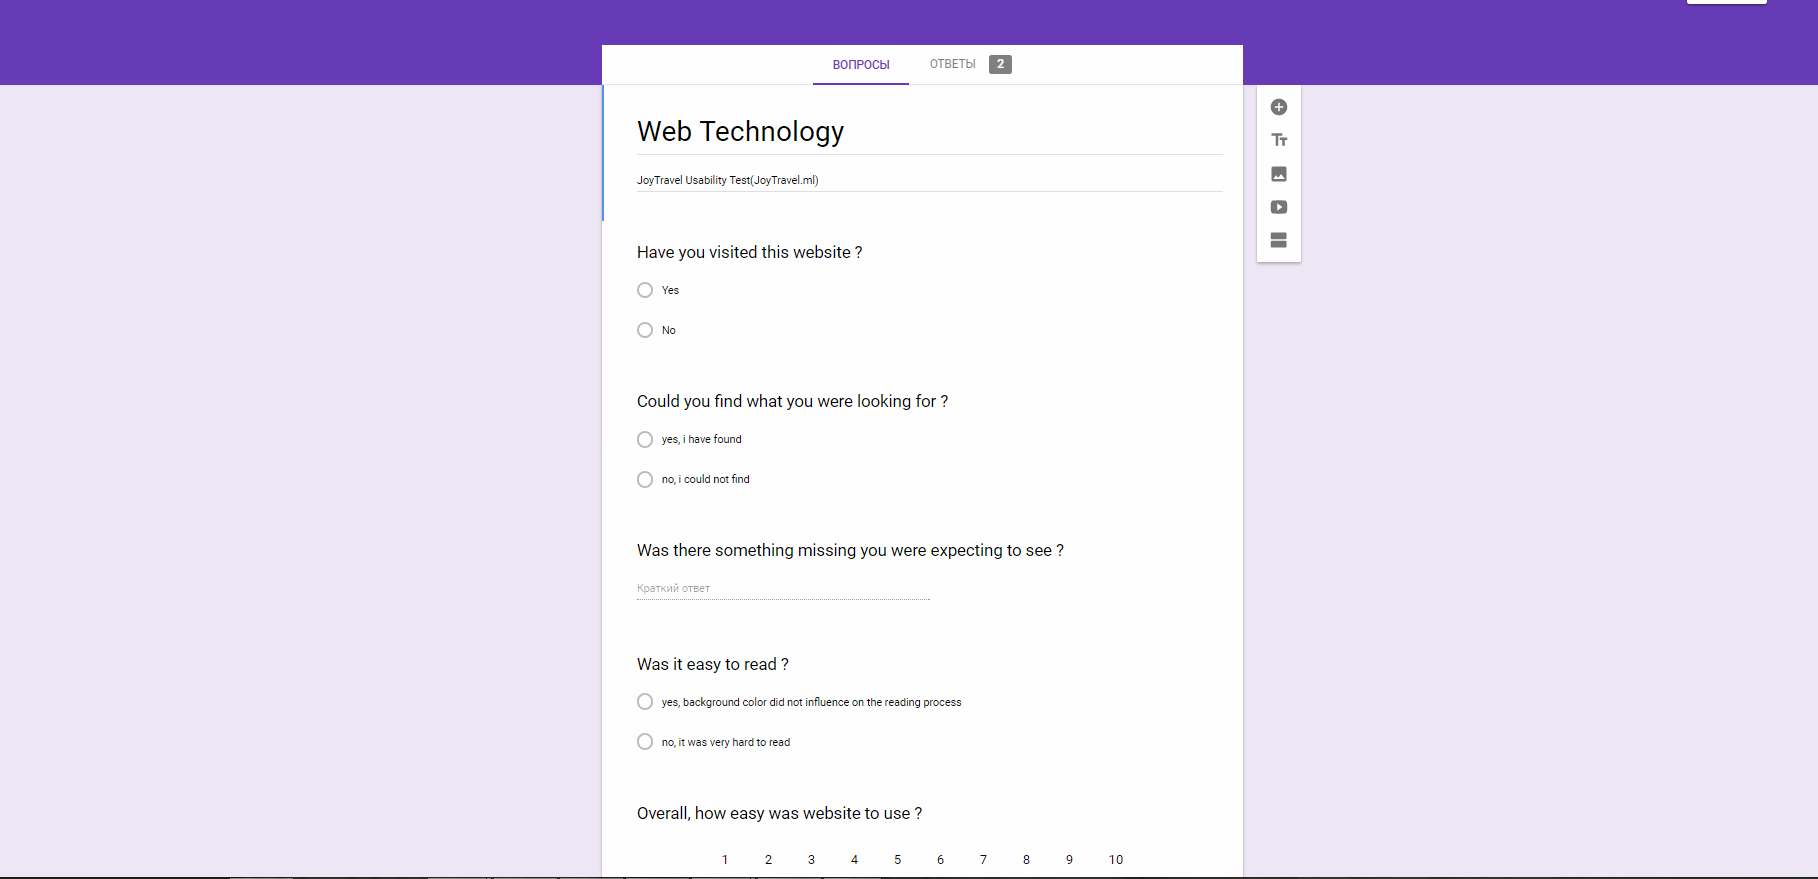 ВОПРОСЫ ОТВЕТЫ 2
Web Technology
JoyTravel Usability Test(JoyTravel.ml)
Have you visited this website ?
Yes
No
Could you find what you were looking for ?
yes, i have found
no, i could not find
Was there something missing you were expecting to see ?
Краткий ответ
Was it easy to read ?
yes, background color did not influence on the reading process
no, it was very hard to read
Overall, how easy was website to use ?
1 2 3 4 5 6 7 8 9 10